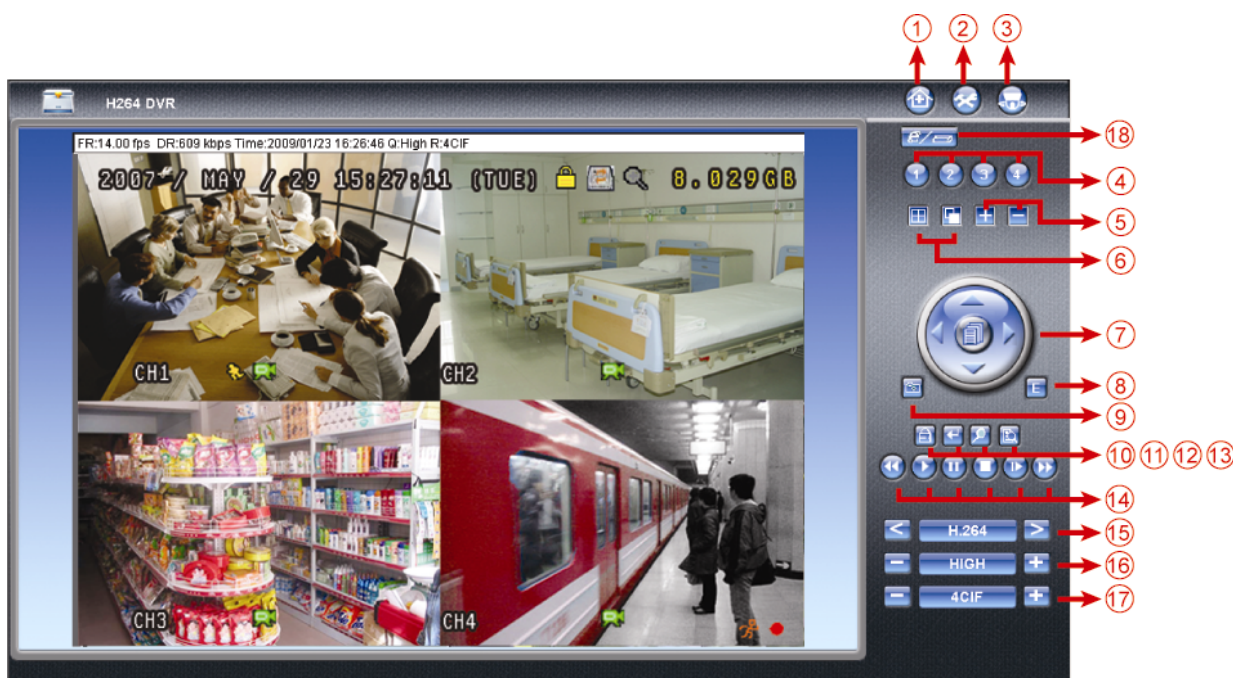 1 2 3
H264 DVR
FR:14.00 fps DR:609 kbps Time:2009/01/23 16:26:46 Q:High R:4CIF
18
2007 / MAY / 29 15:27:11 (TUE) 8.029GB
1 2 3 4
4
5
6
7
CH1
CH2
E
8
9
10 11 12 13
14
< H.264 >
15
- HIGH +
16
- 4CIF +
17
CH3
CH4